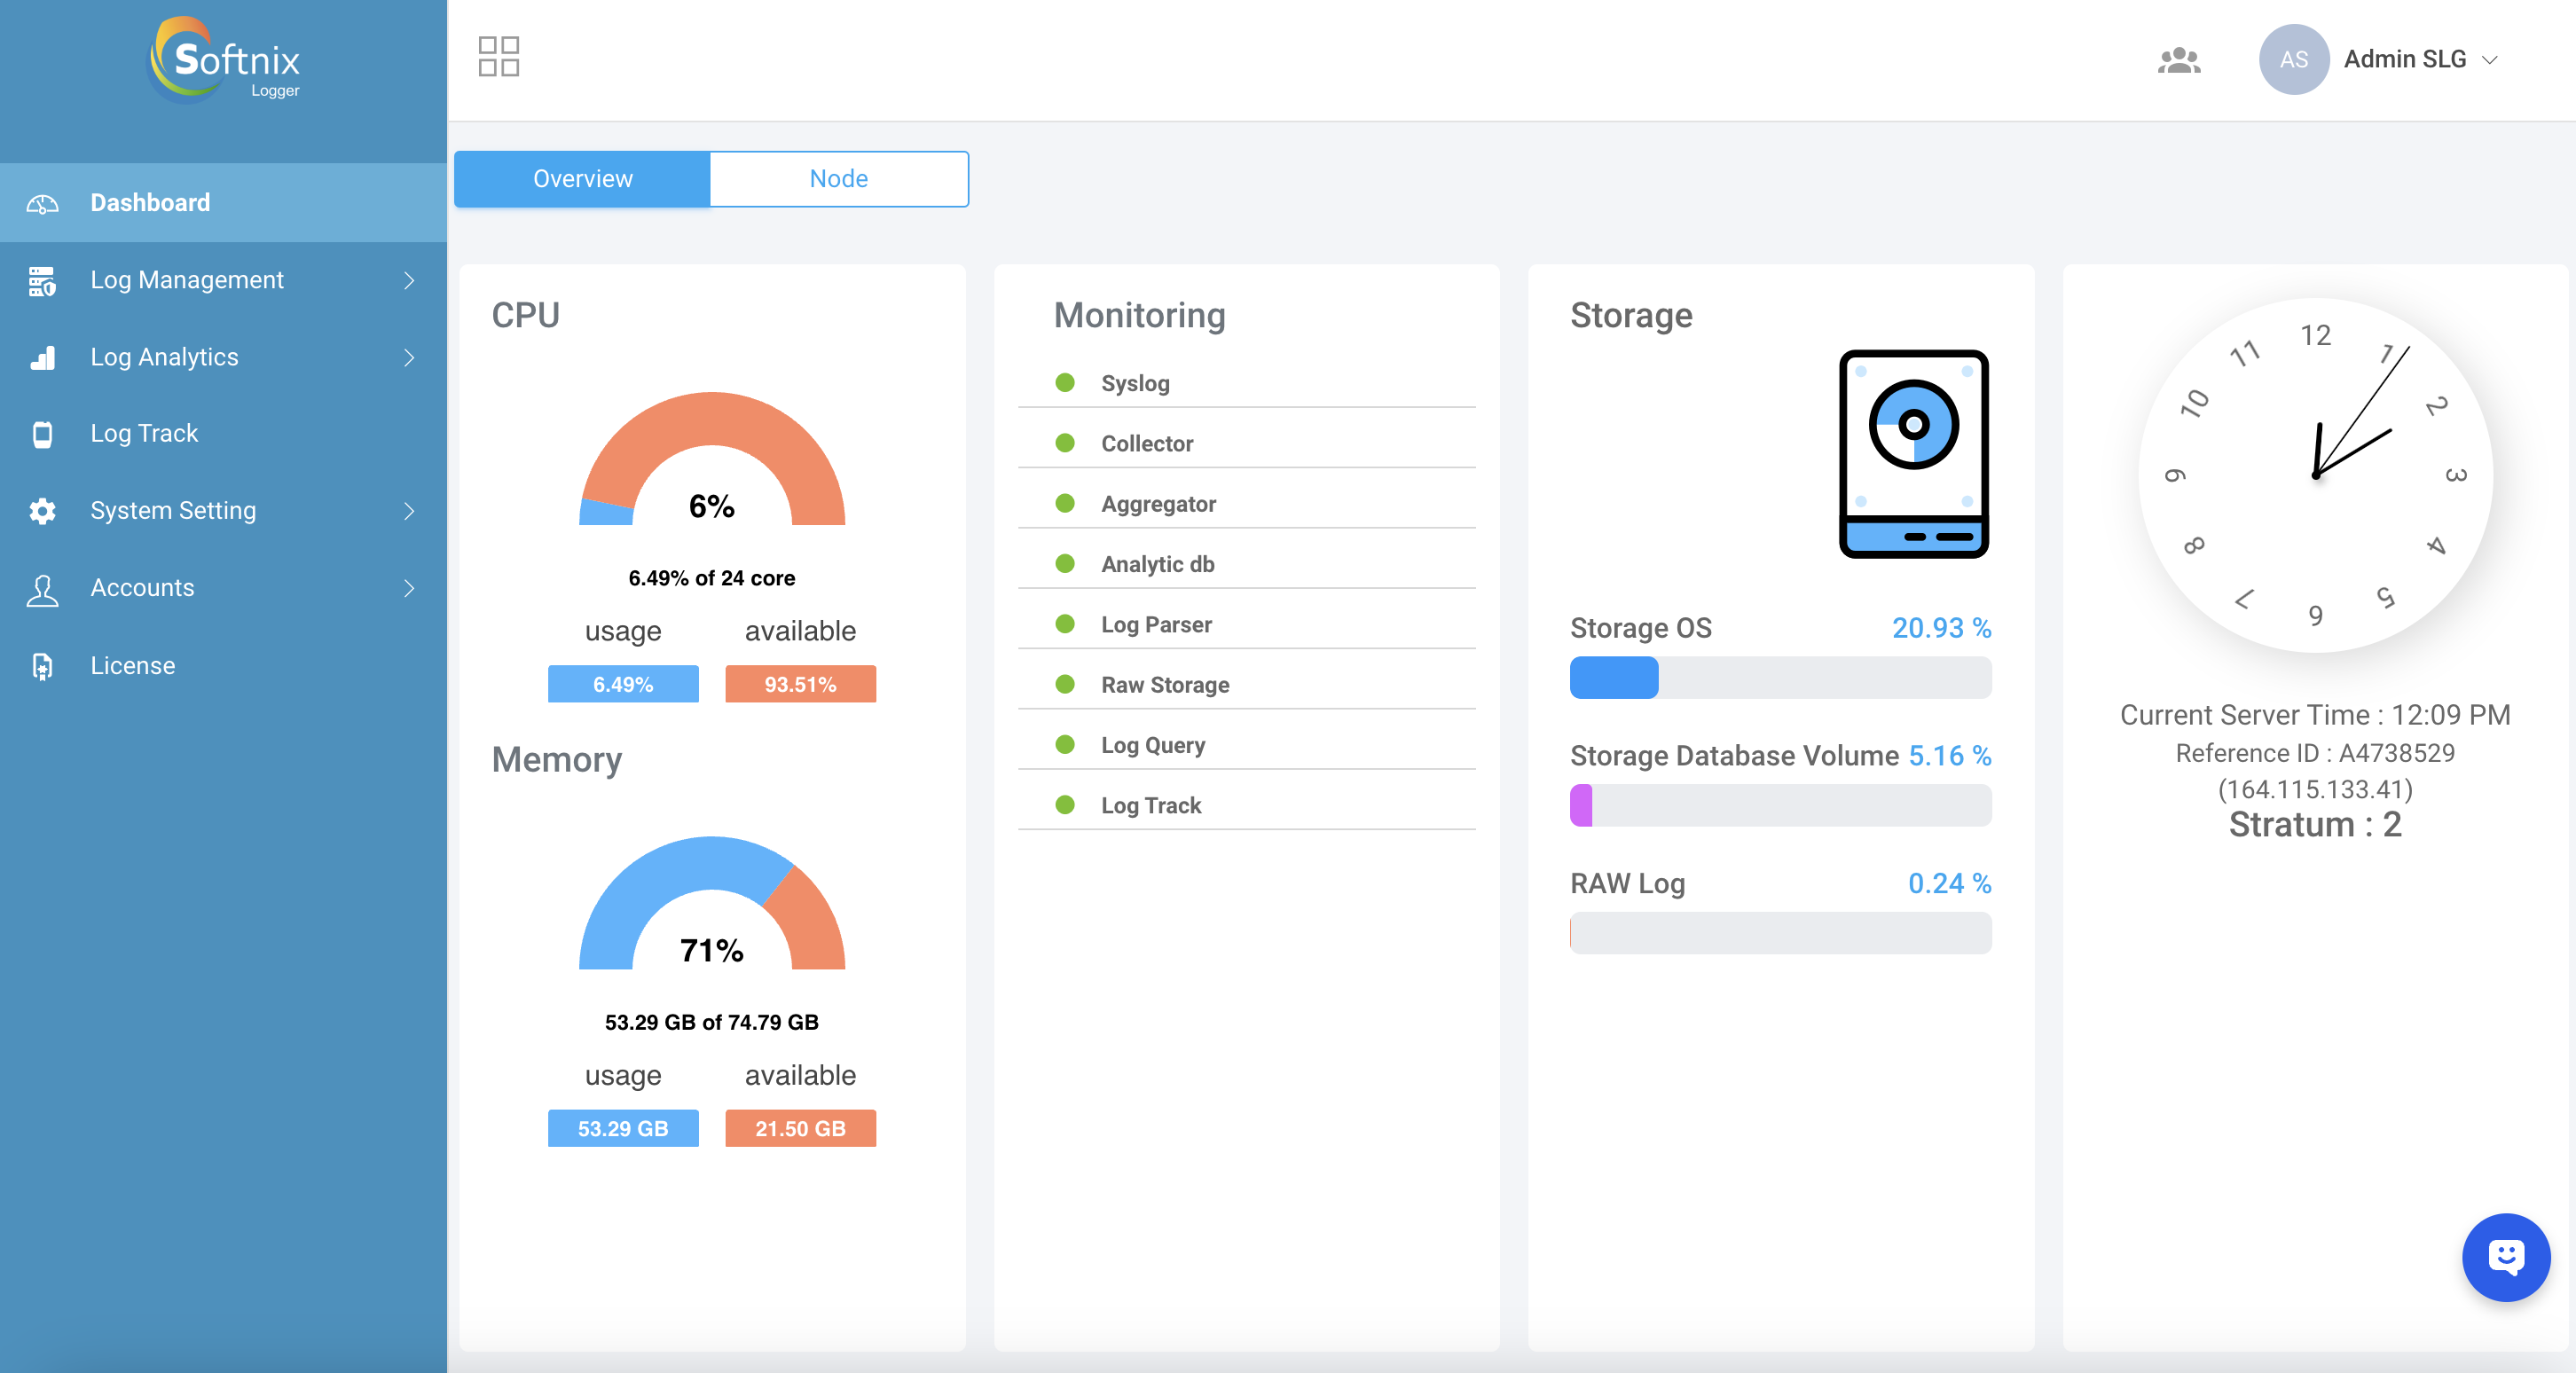 Softnix
Logger
AS
Admin SLG
Dashboard
Log Management
Log Analytics
Log Track
System Setting
Accounts
License
Overview
Node
CPU
6%
6.49% of 24 core
usage
available
6.49%
93.51%
Memory
71%
53.29 GB of 74.79 GB
usage
available
53.29 GB
21.50 GB
Monitoring
Syslog
Collector
Aggregator
Analytic db
Log Parser
Raw Storage
Log Query
Log Track
Storage
Storage OS 20.93 %
Storage Database Volume 5.16 %
RAW Log 0.24 %
12
1
2
3
4
5
6
7
8
9
10
11
Current Server Time : 12:09 PM
Reference ID : A4738529
(164.115.133.41)
Stratum : 2